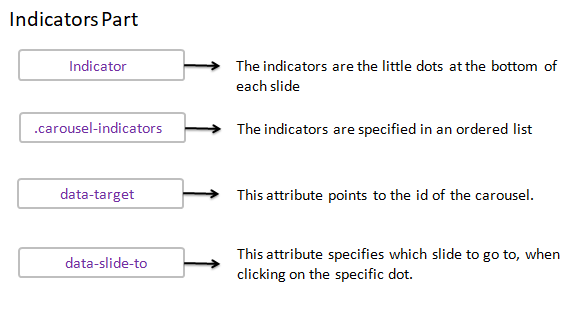 Indicators Part
Indicator
The indicators are the little dots at the bottom of
each slide
.carousel-indicators
The indicators are specified in an ordered list
data-target
This attribute points to the id of the carousel.
data-slide-to
This attribute specifies which slide to go to, when
clicking on the specific dot.